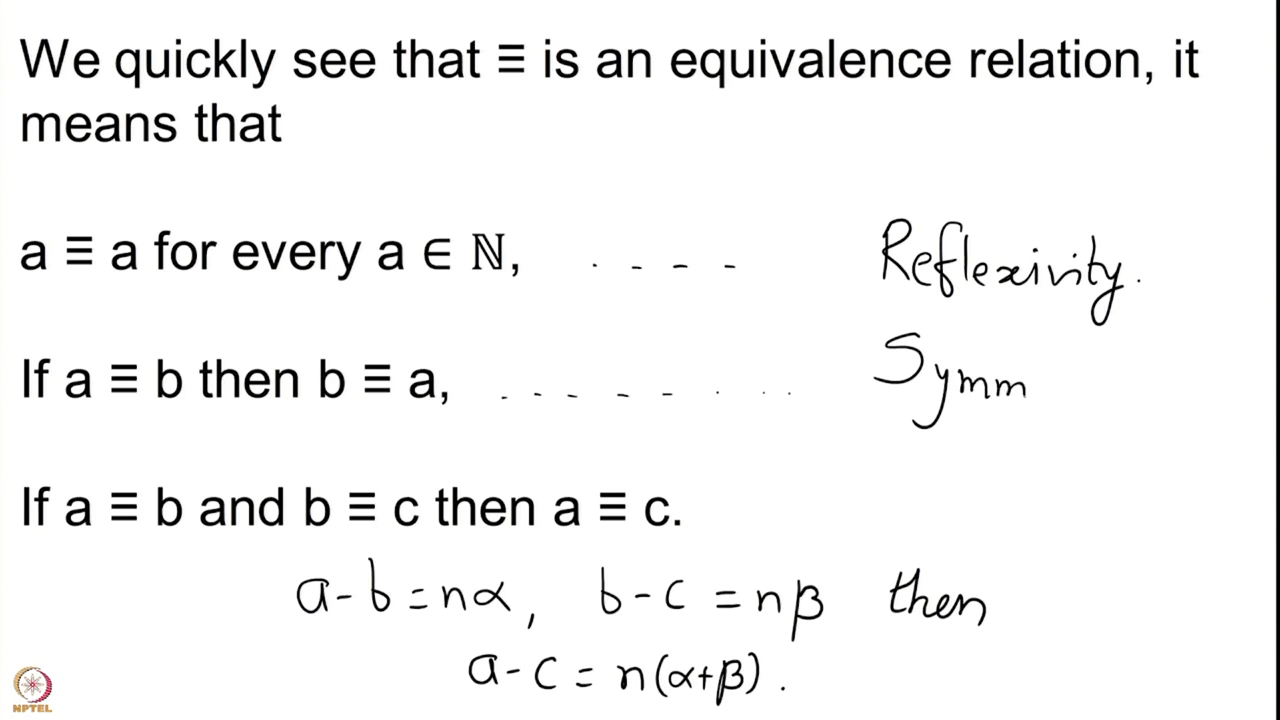 We quickly see that ≡ is an equivalence relation, it
means that
a ≡ a for every a ∈ ℕ, . - - - Reflexivity.
If a ≡ b then b ≡ a, . - - - - . . Symm
If a ≡ b and b ≡ c then a ≡ c.
a - b = nα, b - c = nβ then
a - c = n(α+β).
NPTEL